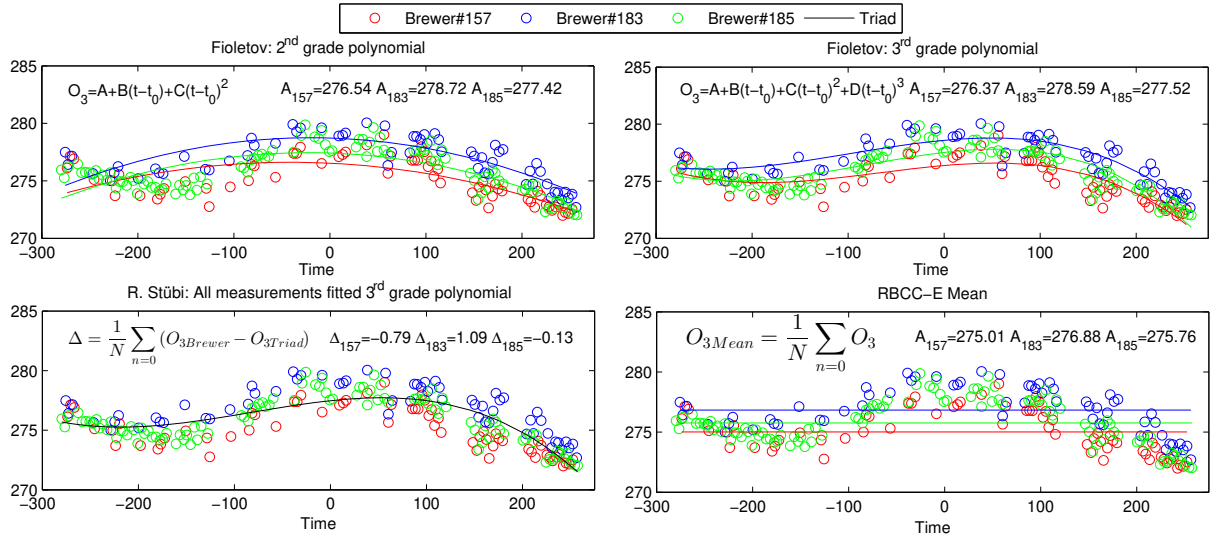 Brewer#157 Brewer#183 Brewer#185 Triad
Fioletov: 2nd grade polynomial
O3=A+B(t−t0)+C(t−t0)2 A157=276.54 A183=278.72 A185=277.42
285
280
275
270
−300 −200 −100 0 100 200
Time
Fioletov: 3rd grade polynomial
O3=A+B(t−t0)+C(t−t0)2+D(t−t0)3 A157=276.37 A183=278.59 A185=277.52
285
280
275
270
−300 −200 −100 0 100 200
Time
R. Stübi: All measurements fitted 3rd grade polynomial
Δ = 1/N ∑n=0 (O3Brewer − O3Triad) Δ157=−0.79 Δ183=1.09 Δ185=−0.13
285
280
275
270
−300 −200 −100 0 100 200
Time
RBCC−E Mean
O3Mean = 1/N ∑n=0 O3 A157=275.01 A183=276.88 A185=275.76
285
280
275
270
−300 −200 −100 0 100 200
Time